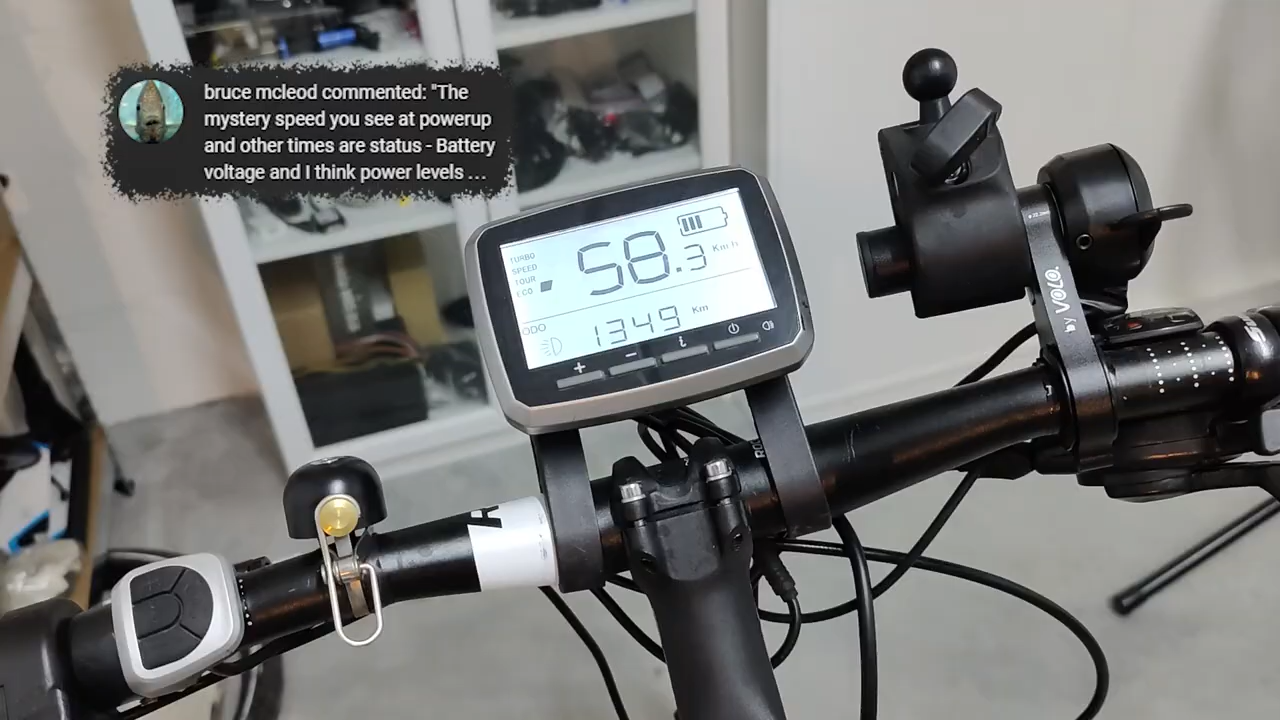 bruce mcleod commented: "The
mystery speed you see at powerup
and other times are status - Battery
voltage and I think power levels ...
TURBO
SPEED
TOUR
ECO
58.3 Km h
ODO
1349 Km
+ - i
by VOLO.
A